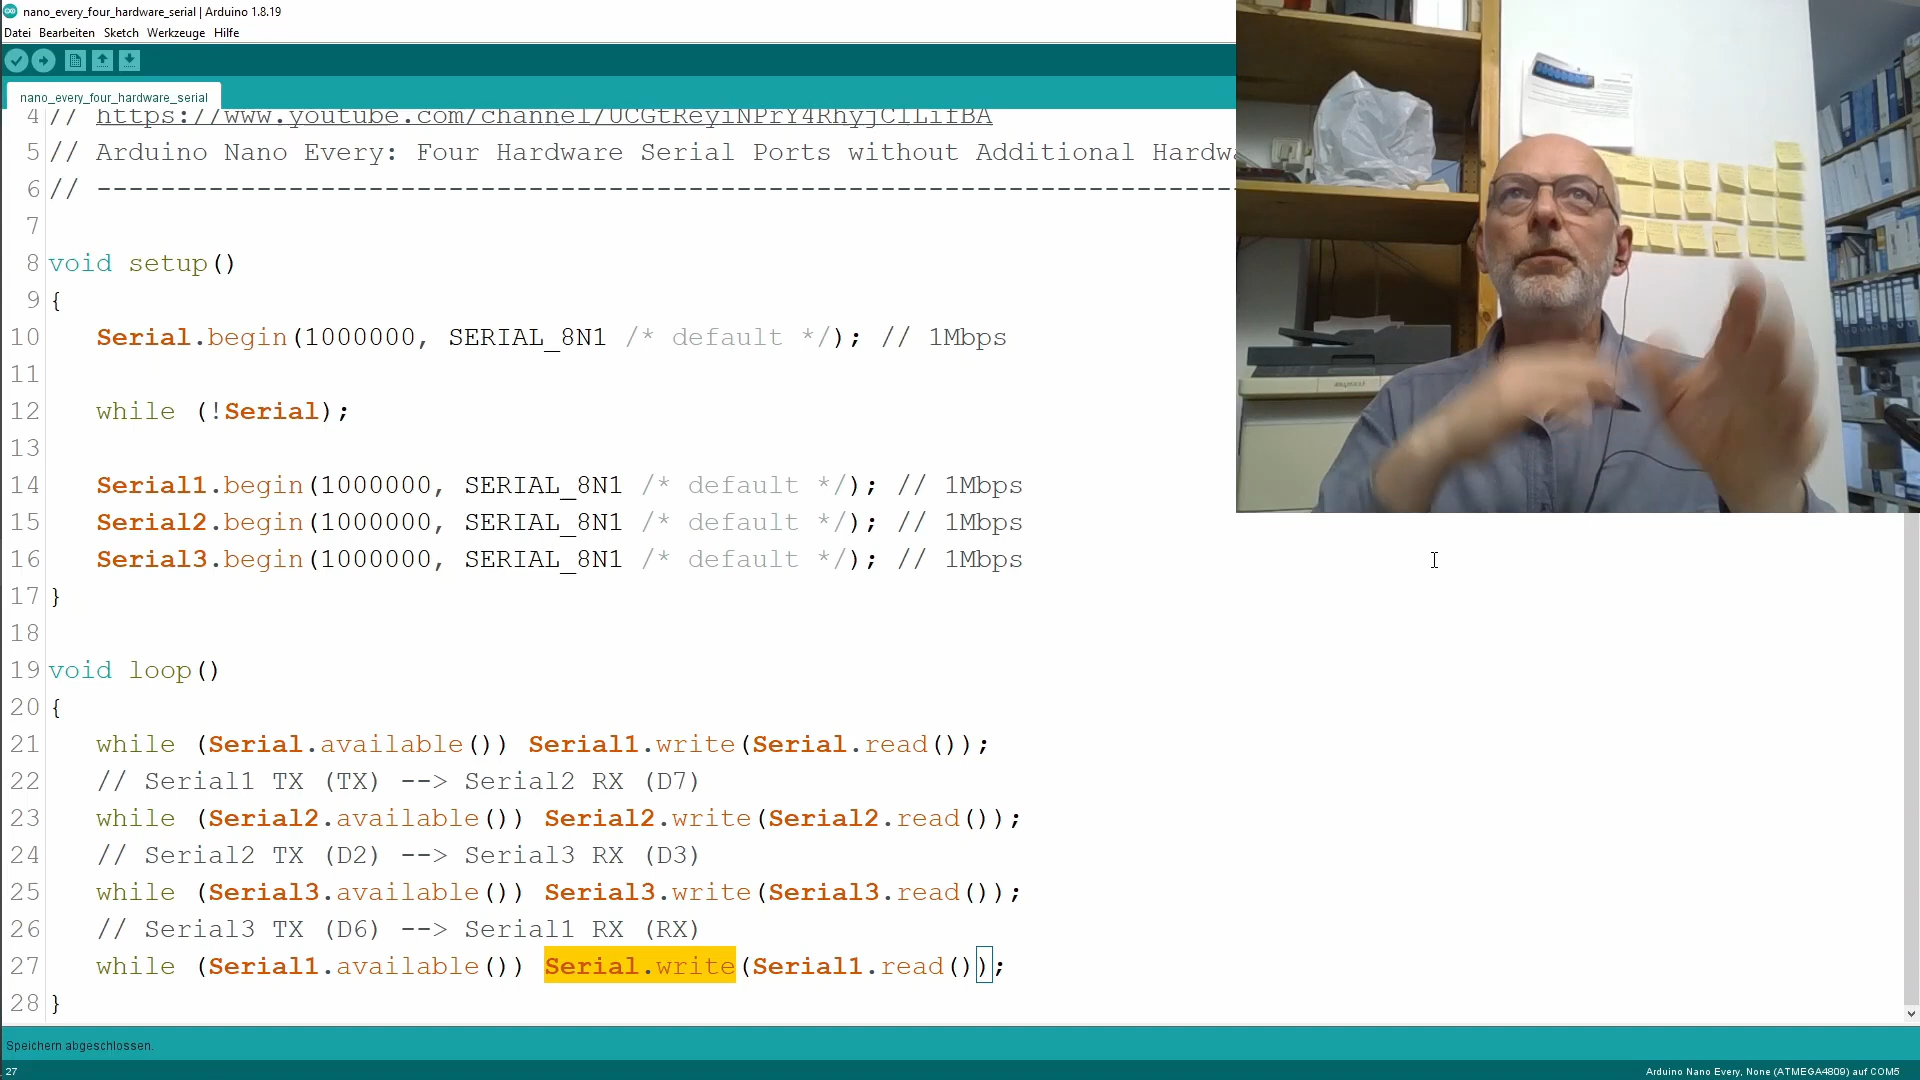 nano_every_four_hardware_serial | Arduino 1.8.19
Datei Bearbeiten Sketch Werkzeuge Hilfe
nano_every_four_hardware_serial
4 // https://www.youtube.com/channel/
5 // Arduino Nano Every: Four Hardware Serial Ports without Additional Hardw
6 // ------------------------------------------------------------------------
7
8 void setup()
9 {
10 Serial.begin(1000000, SERIAL_8N1 /* default */); // 1Mbps
11
12 while (!Serial);
13
14 Serial1.begin(1000000, SERIAL_8N1 /* default */); // 1Mbps
15 Serial2.begin(1000000, SERIAL_8N1 /* default */); // 1Mbps
16 Serial3.begin(1000000, SERIAL_8N1 /* default */); // 1Mbps
17 }
18
19 void loop()
20 {
21 while (Serial.available()) Serial1.write(Serial.read());
22 // Serial1 TX (TX) --> Serial2 RX (D7)
23 while (Serial2.available()) Serial2.write(Serial2.read());
24 // Serial2 TX (D2) --> Serial3 RX (D3)
25 while (Serial3.available()) Serial3.write(Serial3.read());
26 // Serial3 TX (D6) --> Serial1 RX (RX)
27 while (Serial1.available()) Serial.write(Serial1.read());
28 }
Speichern abgeschlossen.
27
Arduino Nano Every, None (ATMEGA4809) auf COM5